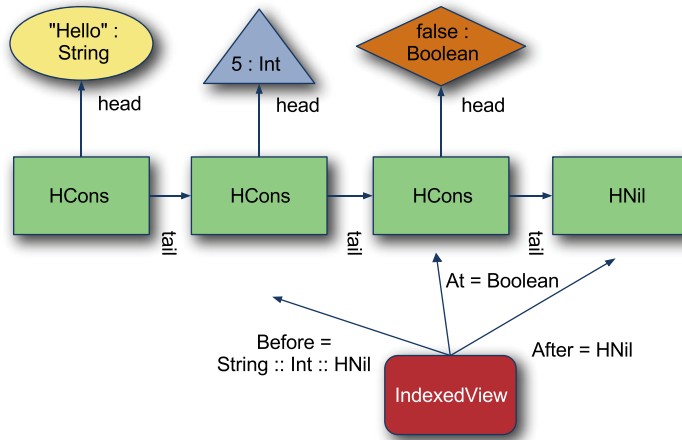 "Hello" :
String
5 : Int
false :
Boolean
head
head
head
HCons
HCons
HCons
HNil
tail
tail
tail
At = Boolean
Before =
String :: Int :: HNil
After = HNil
IndexedView